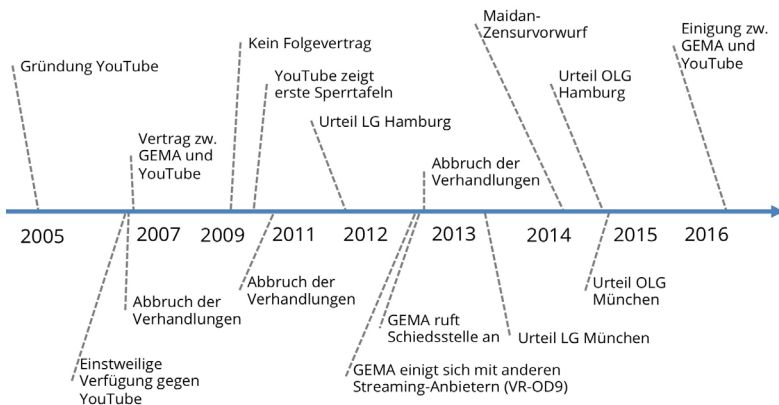 Maidan-
Zensurvorwurf
Einigung zw.
GEMA und
YouTube
Kein Folgevertrag
Gründung YouTube
YouTube zeigt
erste Sperrtafeln
Urteil OLG
Hamburg
Urteil LG Hamburg
Vertrag zw.
GEMA und
YouTube
Abbruch der
Verhandlungen
2005
2007
2009
2011
2012
2013
2014
2015
2016
Abbruch der
Verhandlungen
Abbruch der
Verhandlungen
Urteil OLG
München
GEMA ruft
Schiedsstelle an
Urteil LG München
Einstweilige
Verfügung gegen
YouTube
GEMA einigt sich mit anderen
Streaming-Anbietern (VR-OD9)